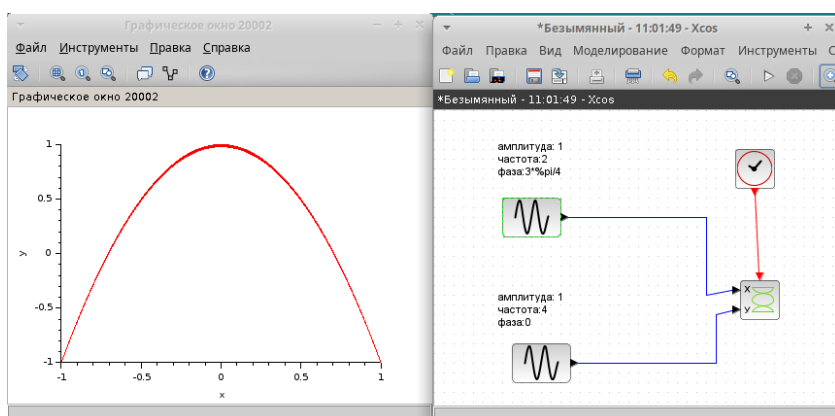 Графическое окно 20002
Файл Инструменты Правка Справка
Графическое окно 20002
1
0.5
0
-0.5
-1
y
-1 -0.5 0 0.5 1
x
*Безымянный - 11:01:49 - Xcos
Файл Правка Вид Моделирование Формат Инструменты
*Безымянный - 11:01:49 - Xcos
амплитуда: 1
частота:2
фаза:3*%pi/4
X
y
амплитуда: 1
частота:4
фаза:0